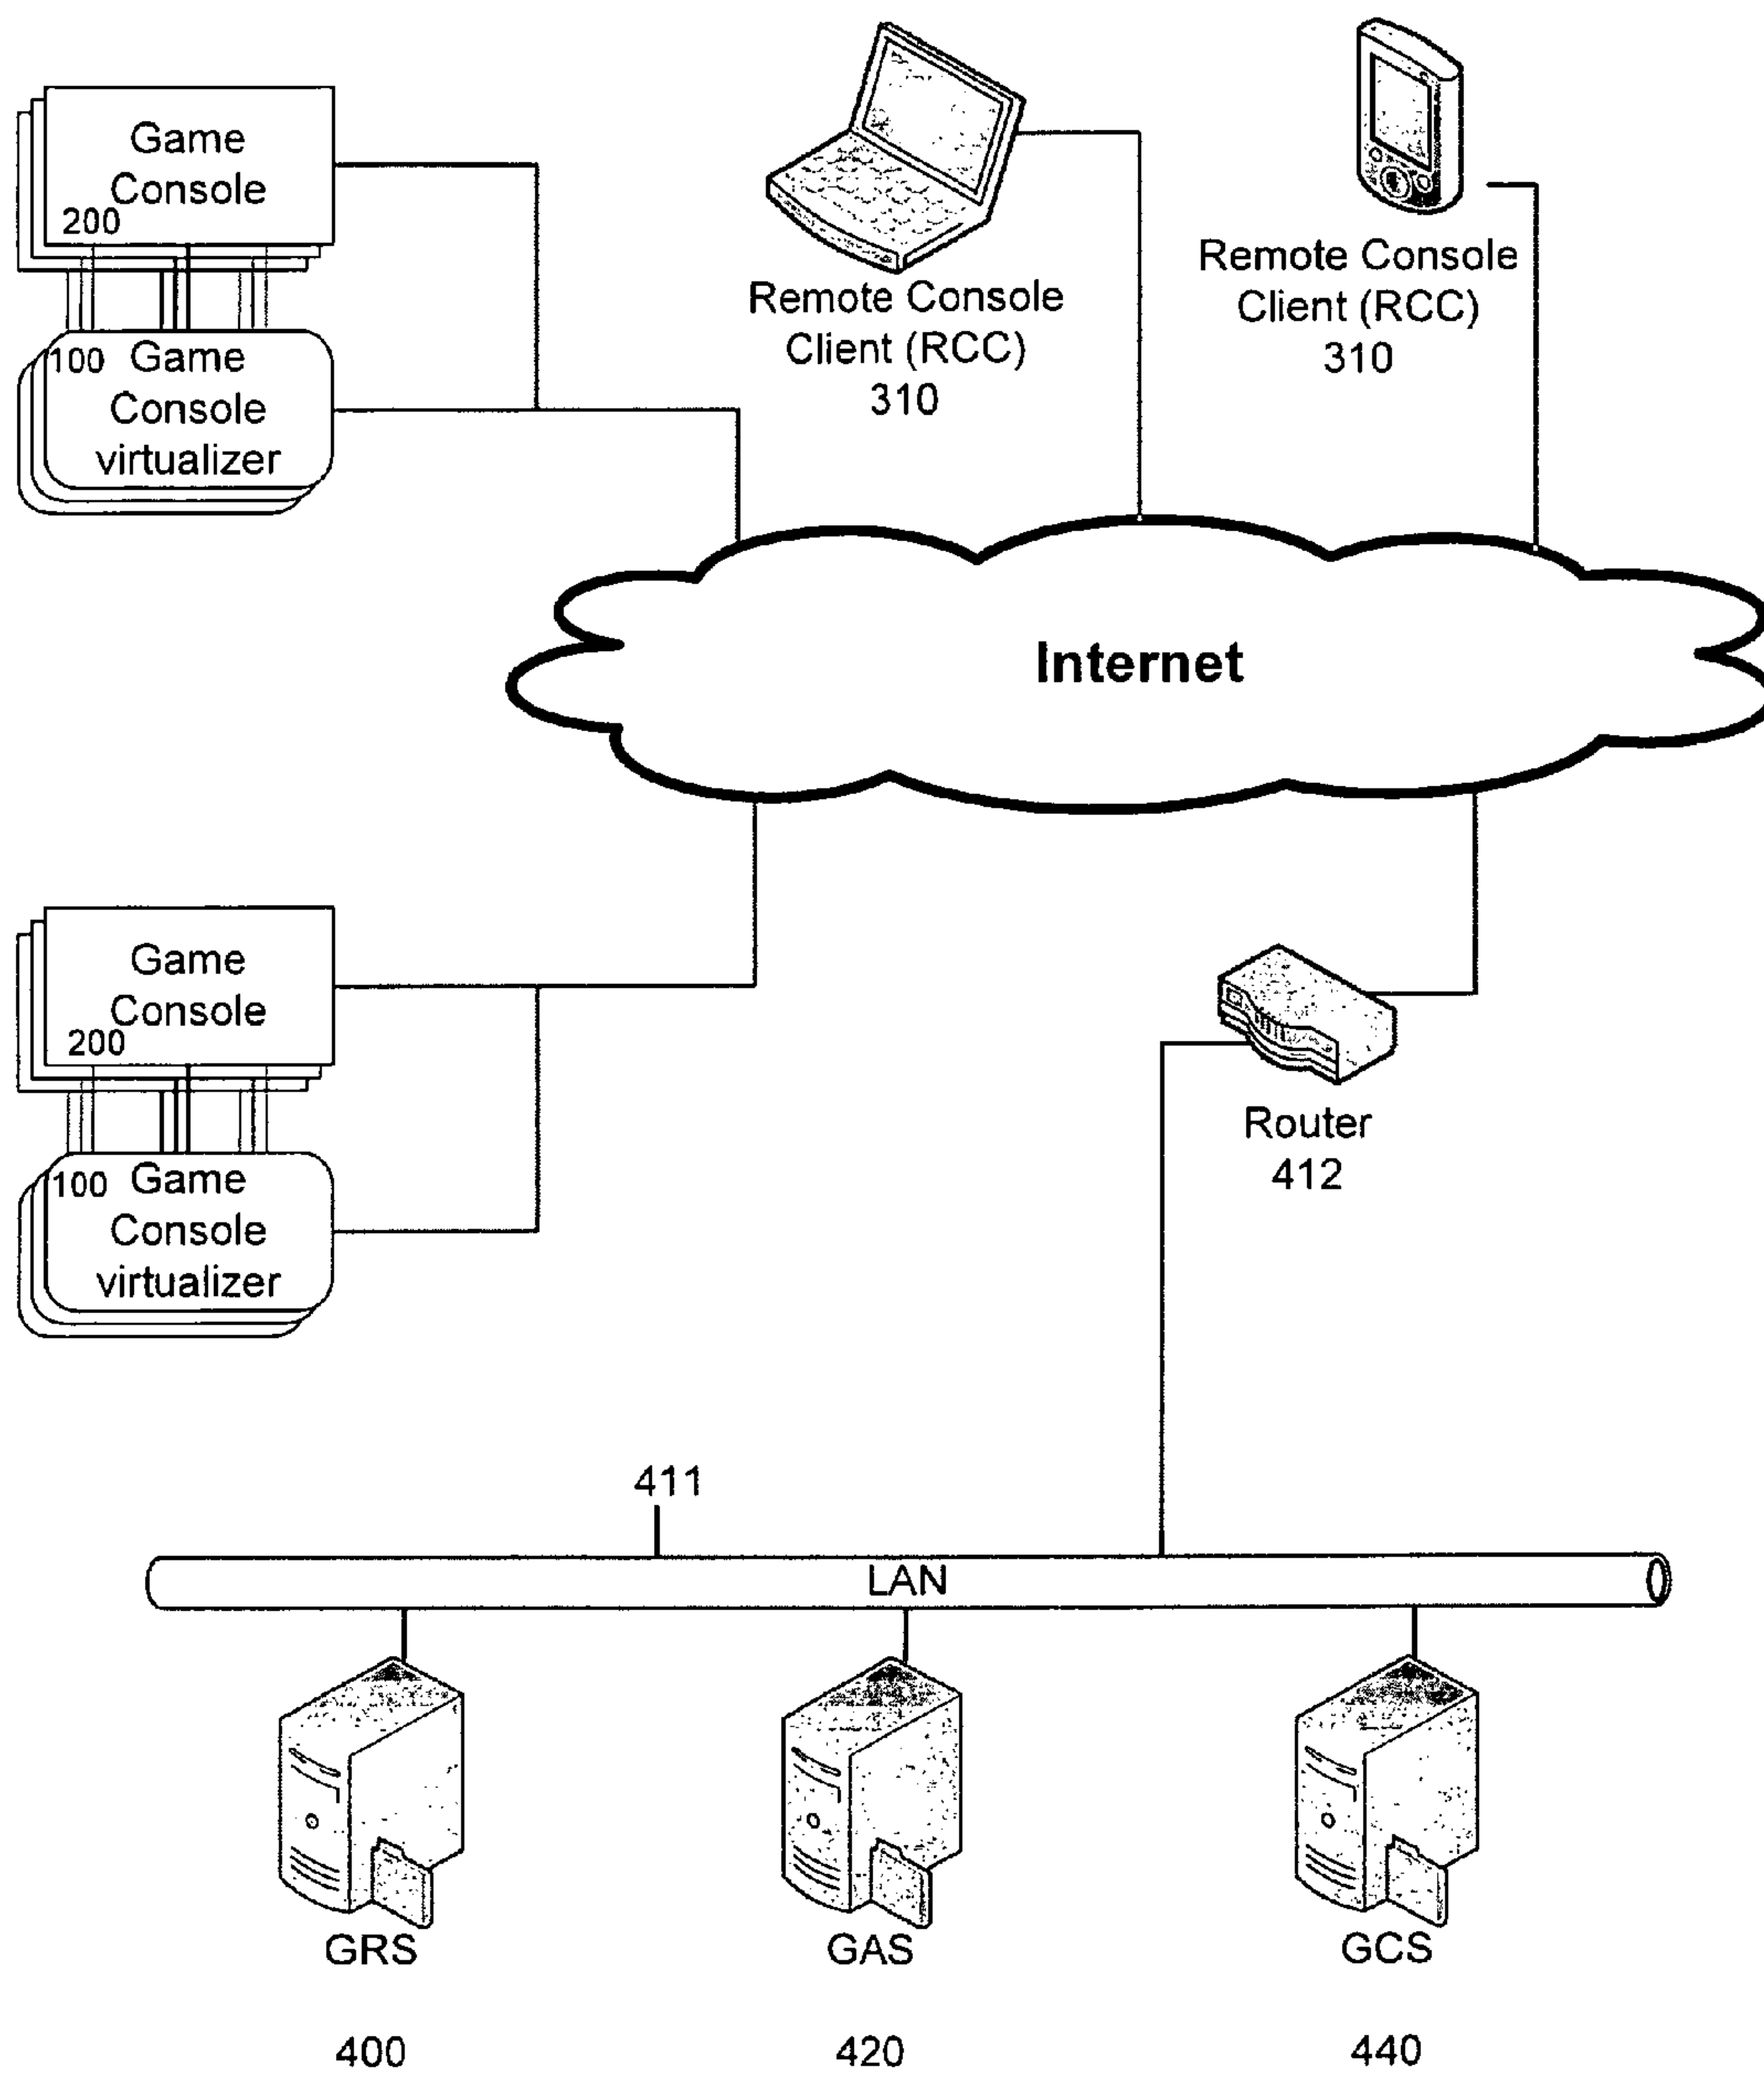 Game
Console
200
100 Game
Console
virtualizer
Remote Console
Client (RCC)
310
Remote Console
Client (RCC)
310
Internet
Game
Console
200
100 Game
Console
virtualizer
Router
412
411
LAN
GRS
GAS
GCS
400
420
440